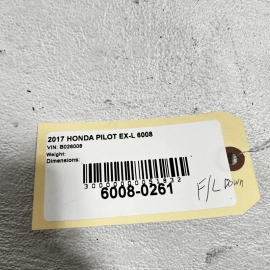 2017 HONDA PILOT EX-L 6008
VIN: B026008
Weight:
Dimensions:
6008-0261
F/L Down